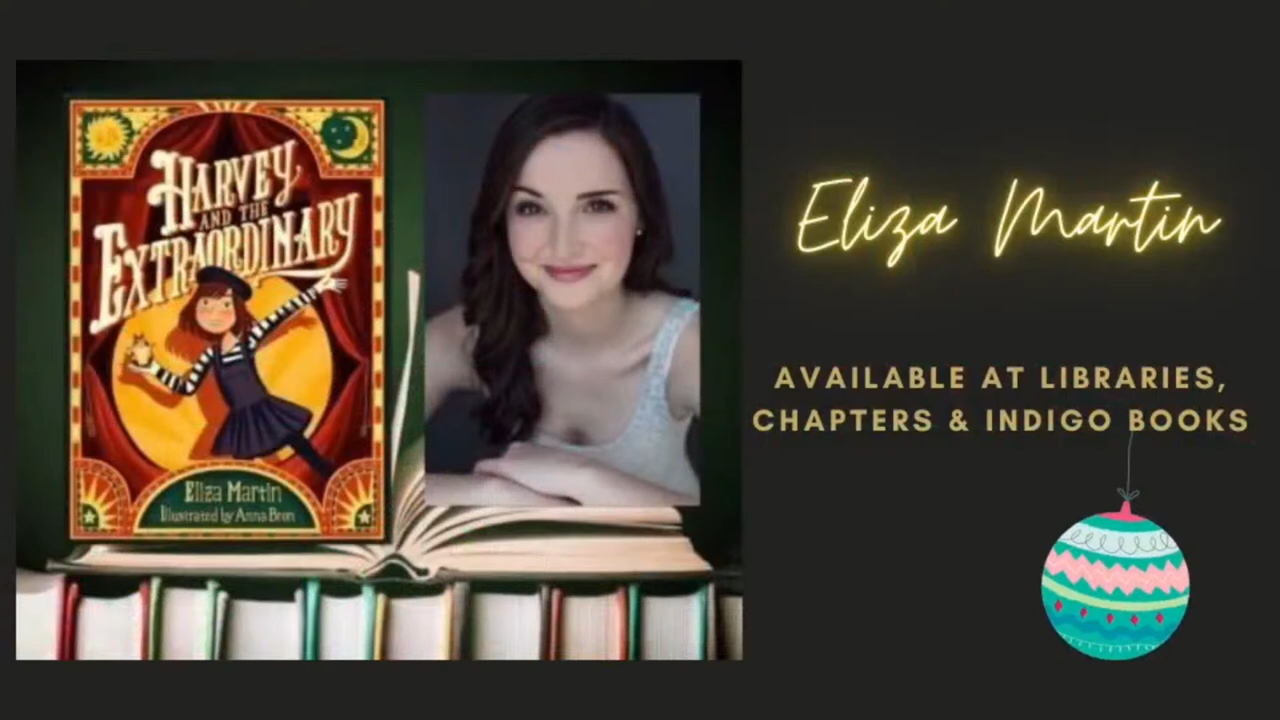 HARVEY
AND THE
EXTRAORDINARY
Eliza Martin
Illustrated by Anna Bron
Eliza Martin
AVAILABLE AT LIBRARIES,
CHAPTERS & INDIGO BOOKS